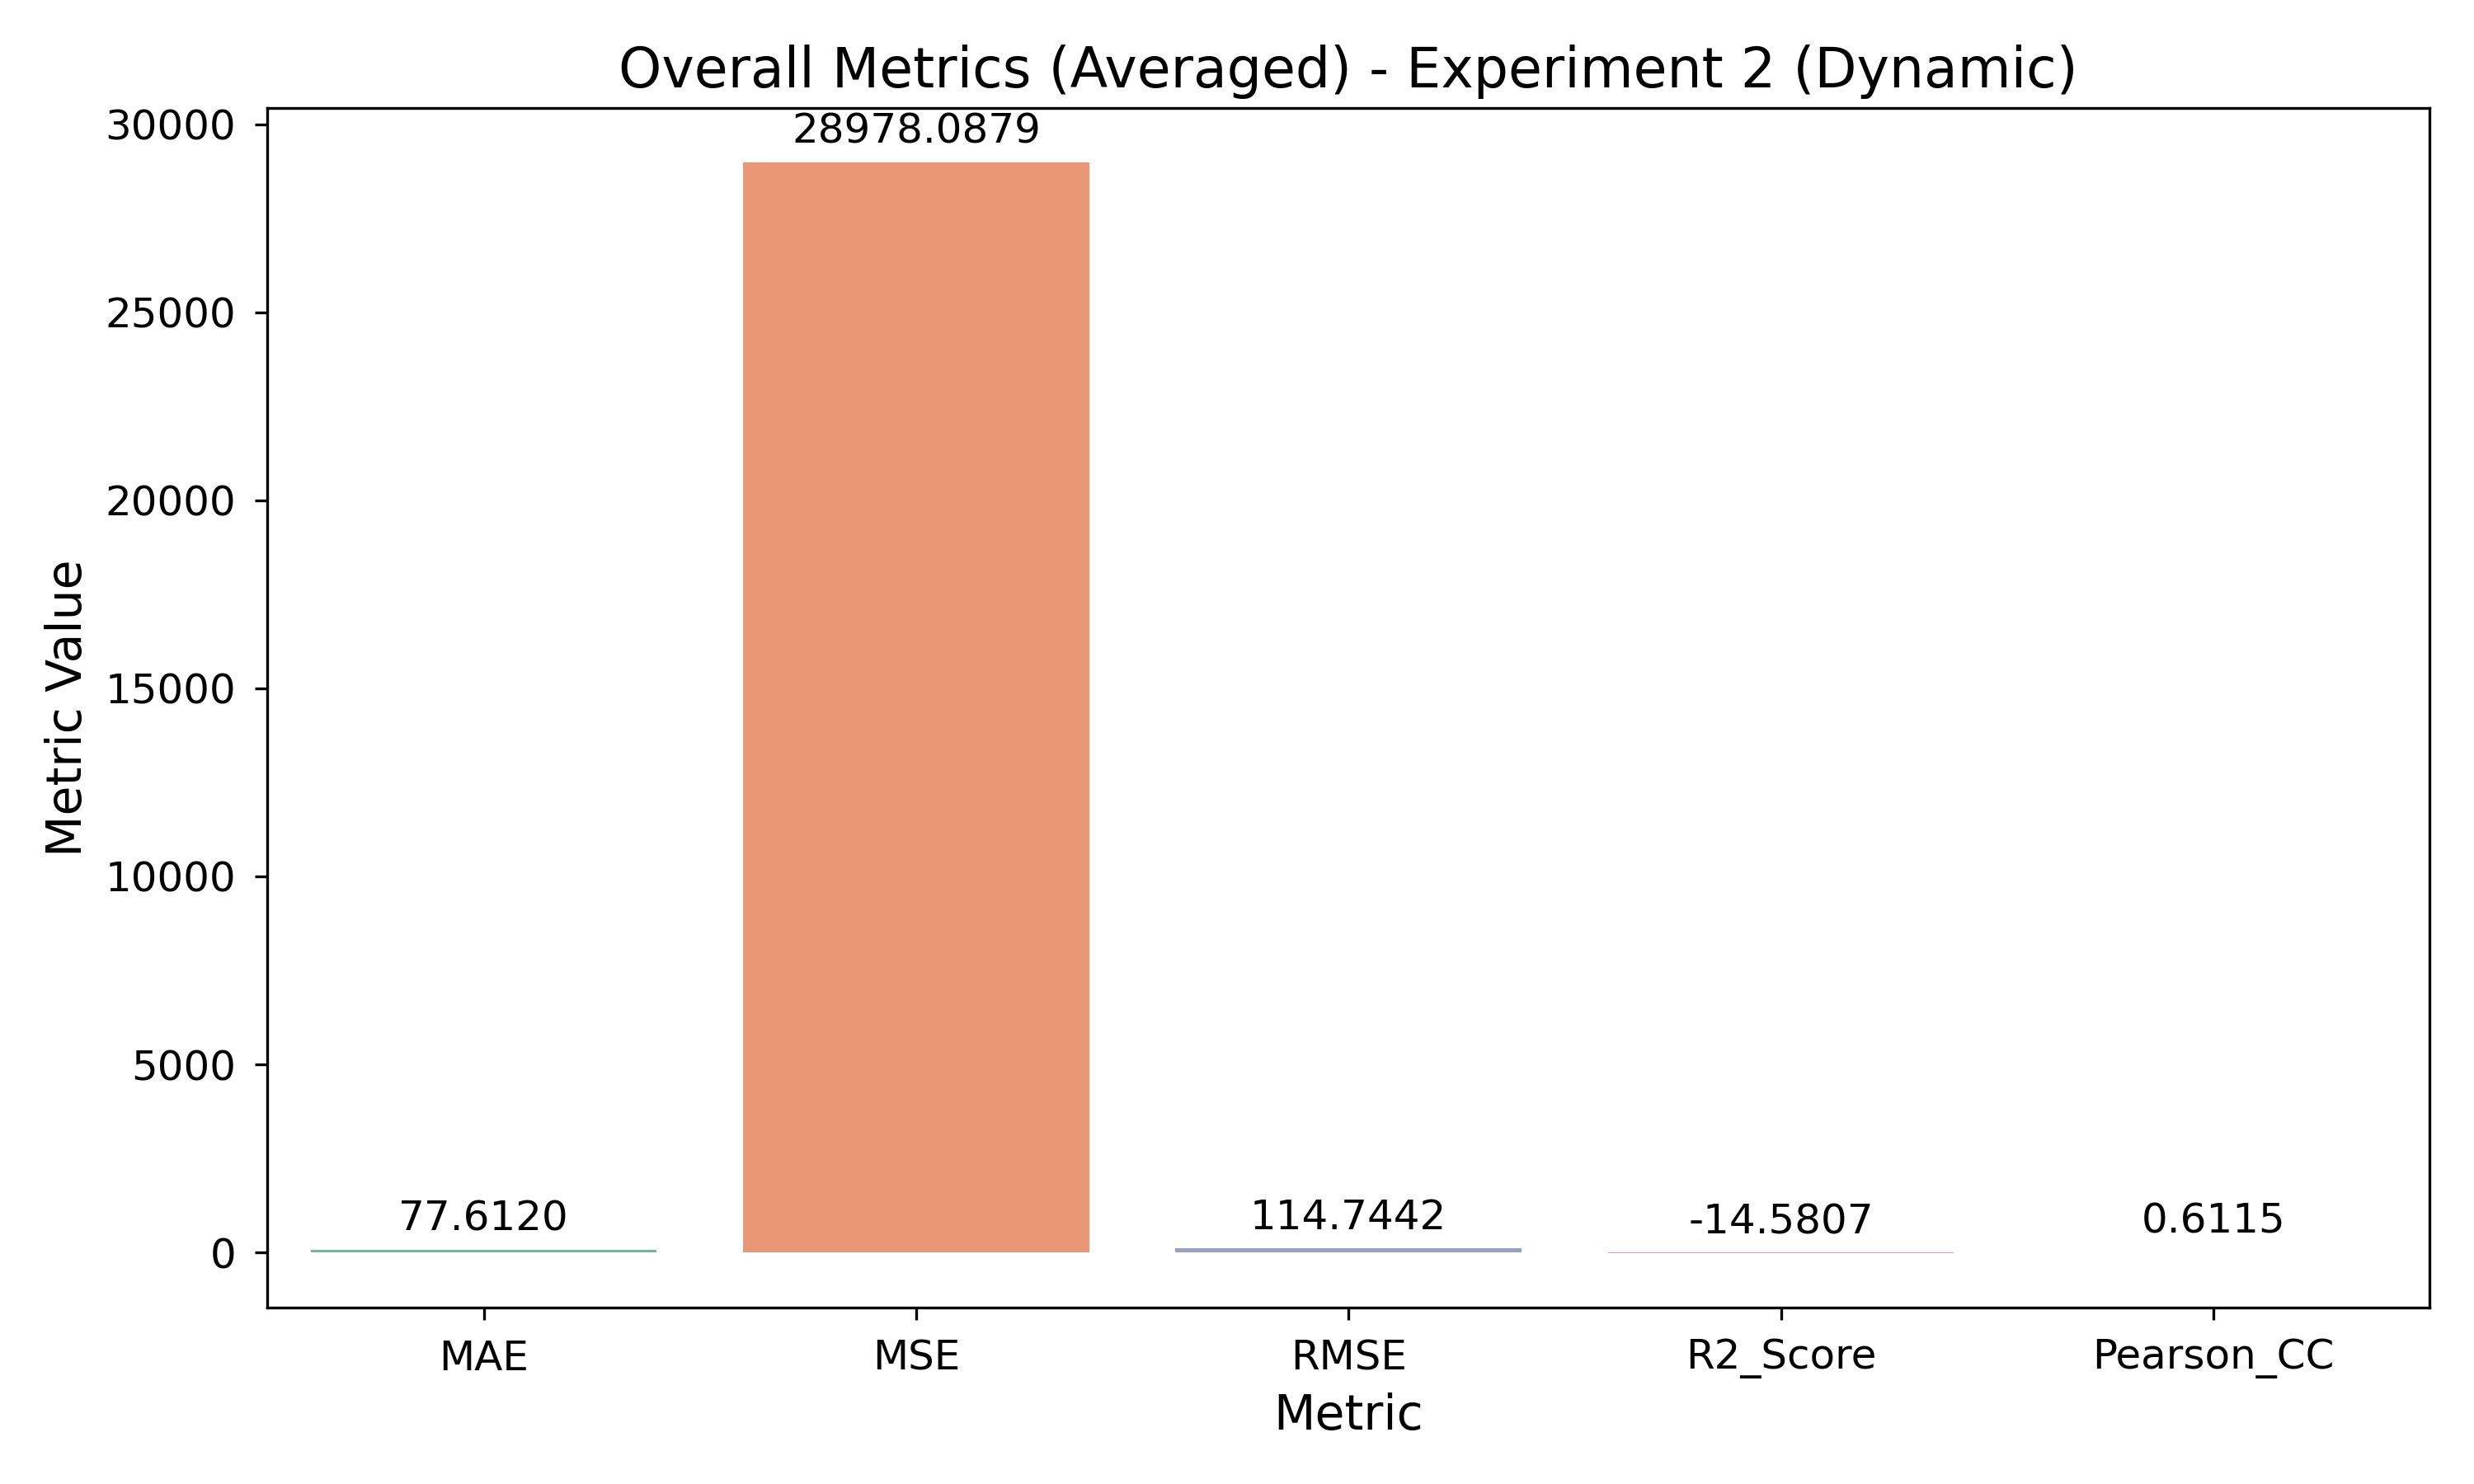 Overall Metrics (Averaged) - Experiment 2 (Dynamic)
30000
25000
20000
15000
10000
5000
0
Metric Value
28978.0879
77.6120
114.7442
-14.5807
0.6115
MAE
MSE
RMSE
R2_Score
Pearson_CC
Metric